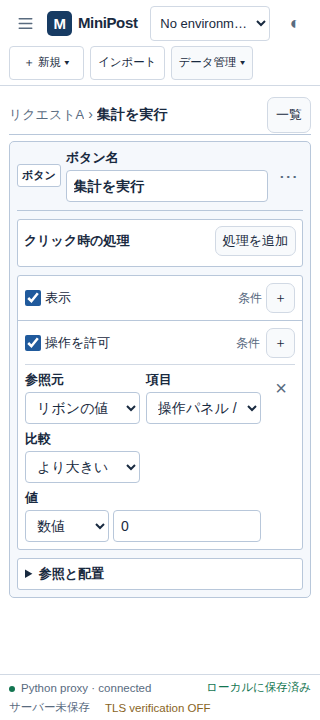 M MiniPost No environm…
＋ 新規 ▾ インポート データ管理 ▾
リクエストA › 集計を実行 一覧
ボタン名
ボタン 集計を実行 …
クリック時の処理 処理を追加
表示 条件 ＋
操作を許可 条件 ＋
参照元 項目
リボンの値 操作パネル / ×
比較
より大きい
値
数値 0
▶ 参照と配置
Python proxy · connected ローカルに保存済み
サーバー未保存 TLS verification OFF